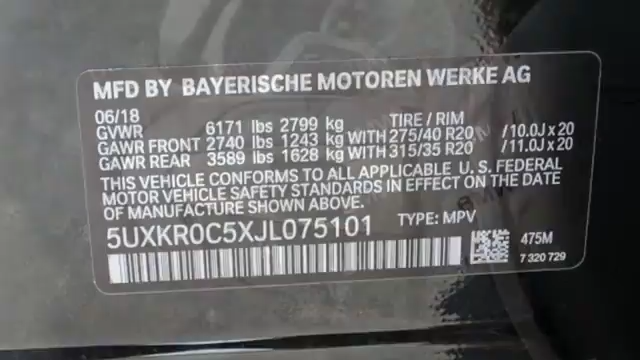 MFD BY BAYERISCHE MOTOREN WERKE AG
06/18
GVWR 6171 lbs 2799 kg TIRE / RIM
GAWR FRONT 2740 lbs 1243 kg WITH 275/40 R20 /10.0J x 20
GAWR REAR 3589 lbs 1628 kg WITH 315/35 R20 /11.0J x 20
THIS VEHICLE CONFORMS TO ALL APPLICABLE U. S. FEDERAL
MOTOR VEHICLE SAFETY STANDARDS IN EFFECT ON THE DATE
OF MANUFACTURE SHOWN ABOVE.
5UXKR0C5XJL075101 TYPE: MPV
475M
7 320 729